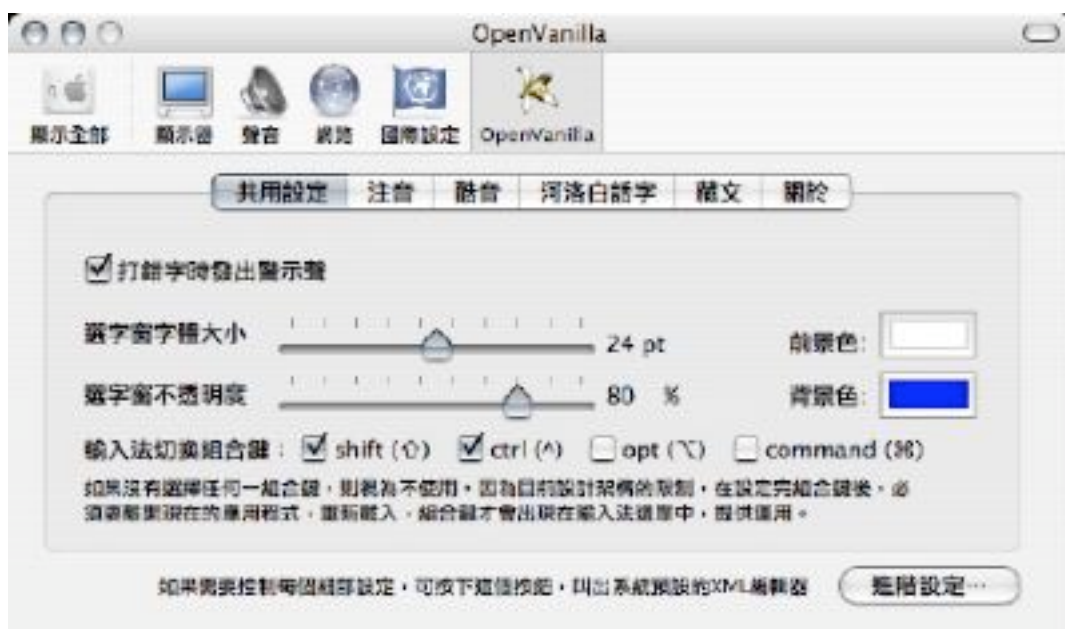 OpenVanilla
顯示全部 顯示器 聲音 網路 國際設定 OpenVanilla
共用設定 注音 酷音 河洛白話字 藏文 關於
打錯字時發出警示聲
選字窗字體大小 24 pt 前景色:
選字窗不透明度 80 % 背景色:
輸入法切換組合鍵： shift (⇧) ctrl (^) opt (⌥) command (⌘)
如果沒有選擇任何一組合鍵，則視為不使用。因為目前設計架構的限制，在設定完組合鍵後，必
須要離開現在的應用程式，重新載入，組合鍵才會出現在輸入法選單中，提供運用。
如果需要控制每個細部設定，可按下這個按鈕，叫出系統預設的XML編輯器 進階設定…